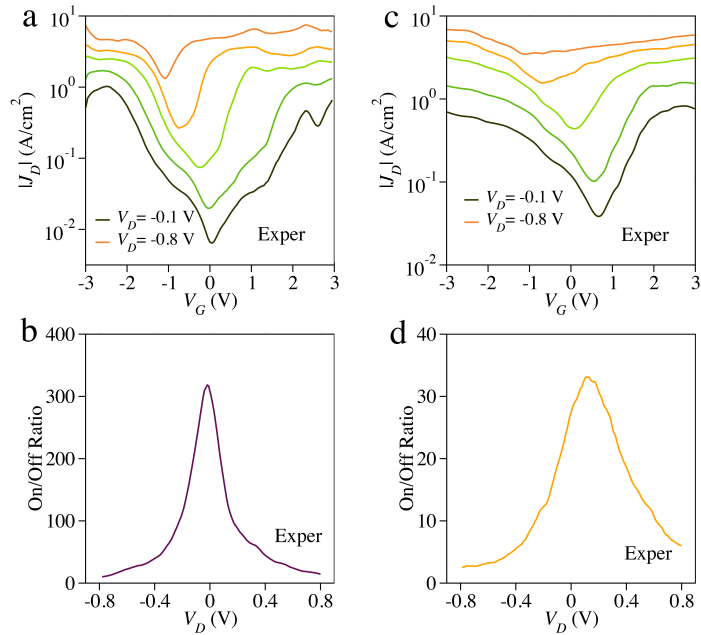 a
10^1
10^0
10^-1
10^-2
|J_D| (A/cm^2)
V_D= -0.1 V
V_D= -0.8 V
Exper
-3 -2 -1 0 1 2 3
V_G (V)
c
10^1
10^0
10^-1
10^-2
|J_D| (A/cm^2)
V_D= -0.1 V
V_D= -0.8 V
Exper
-3 -2 -1 0 1 2 3
V_G (V)
b
400
300
200
100
0
On/Off Ratio
Exper
-0.8 -0.4 0 0.4 0.8
V_D (V)
d
40
30
20
10
0
On/Off Ratio
Exper
-0.8 -0.4 0 0.4 0.8
V_D (V)